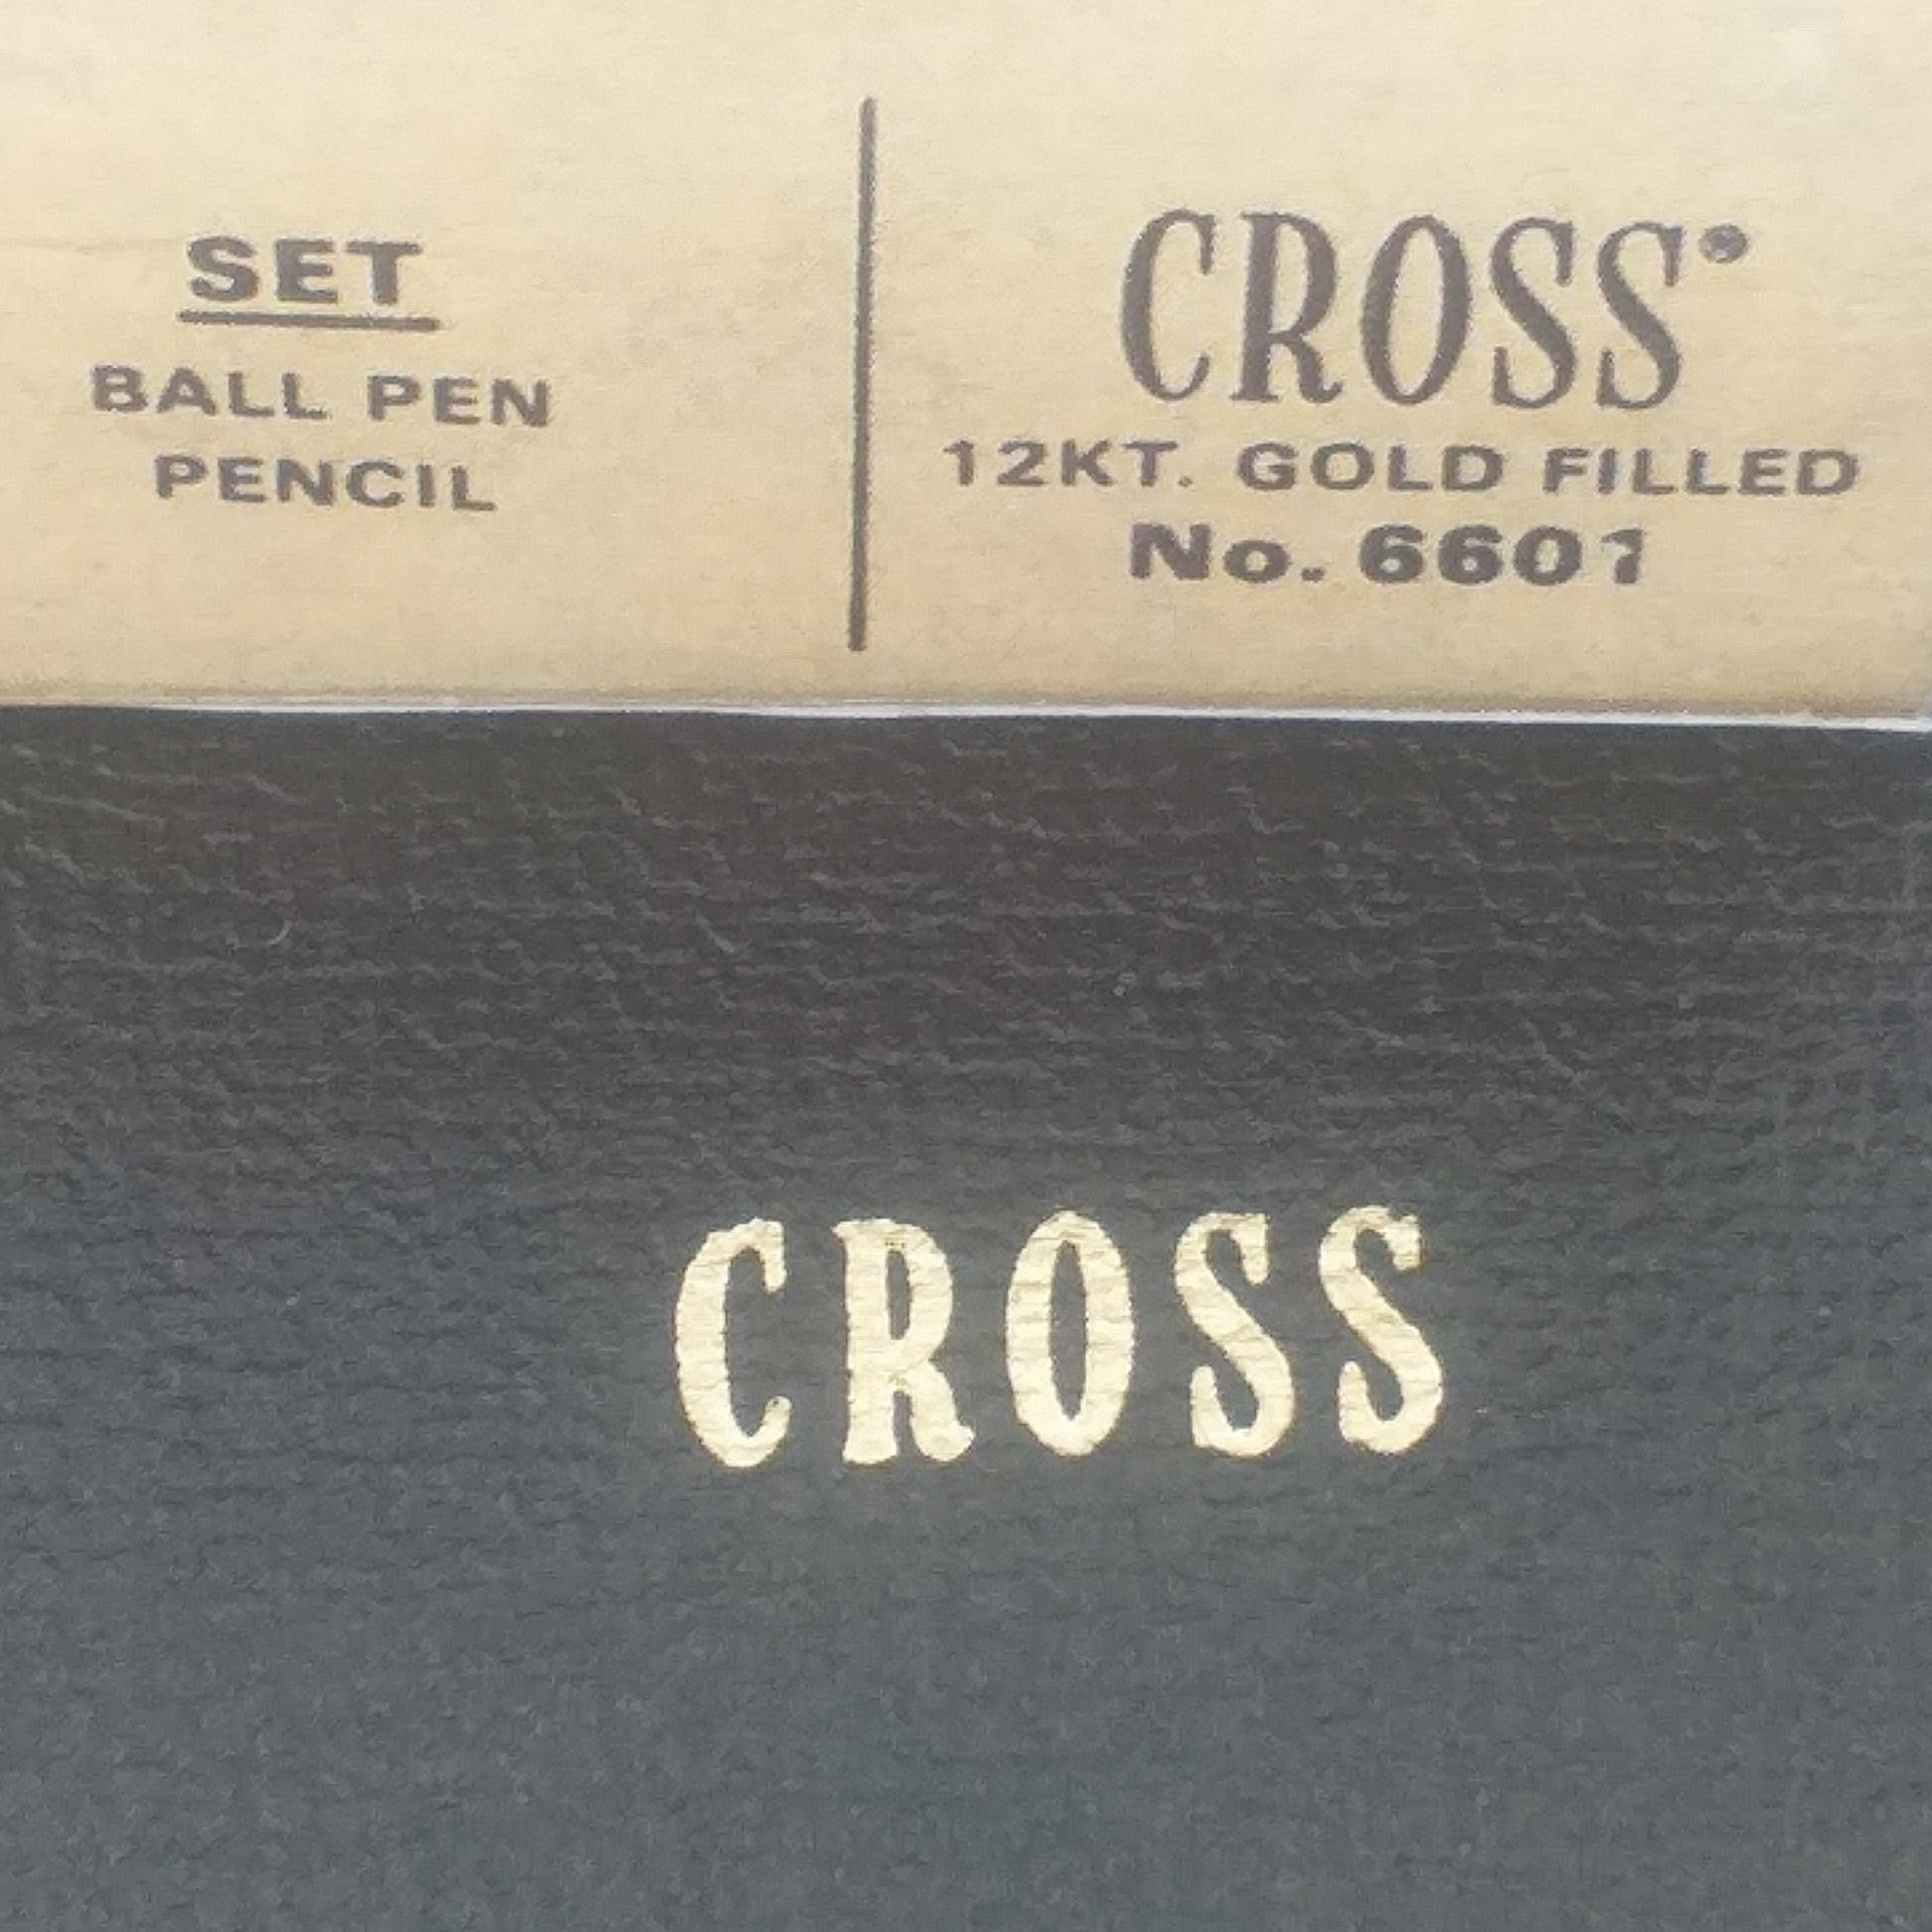 SET
BALL PEN
PENCIL
CROSS®
12KT. GOLD FILLED
No. 6601
CROSS